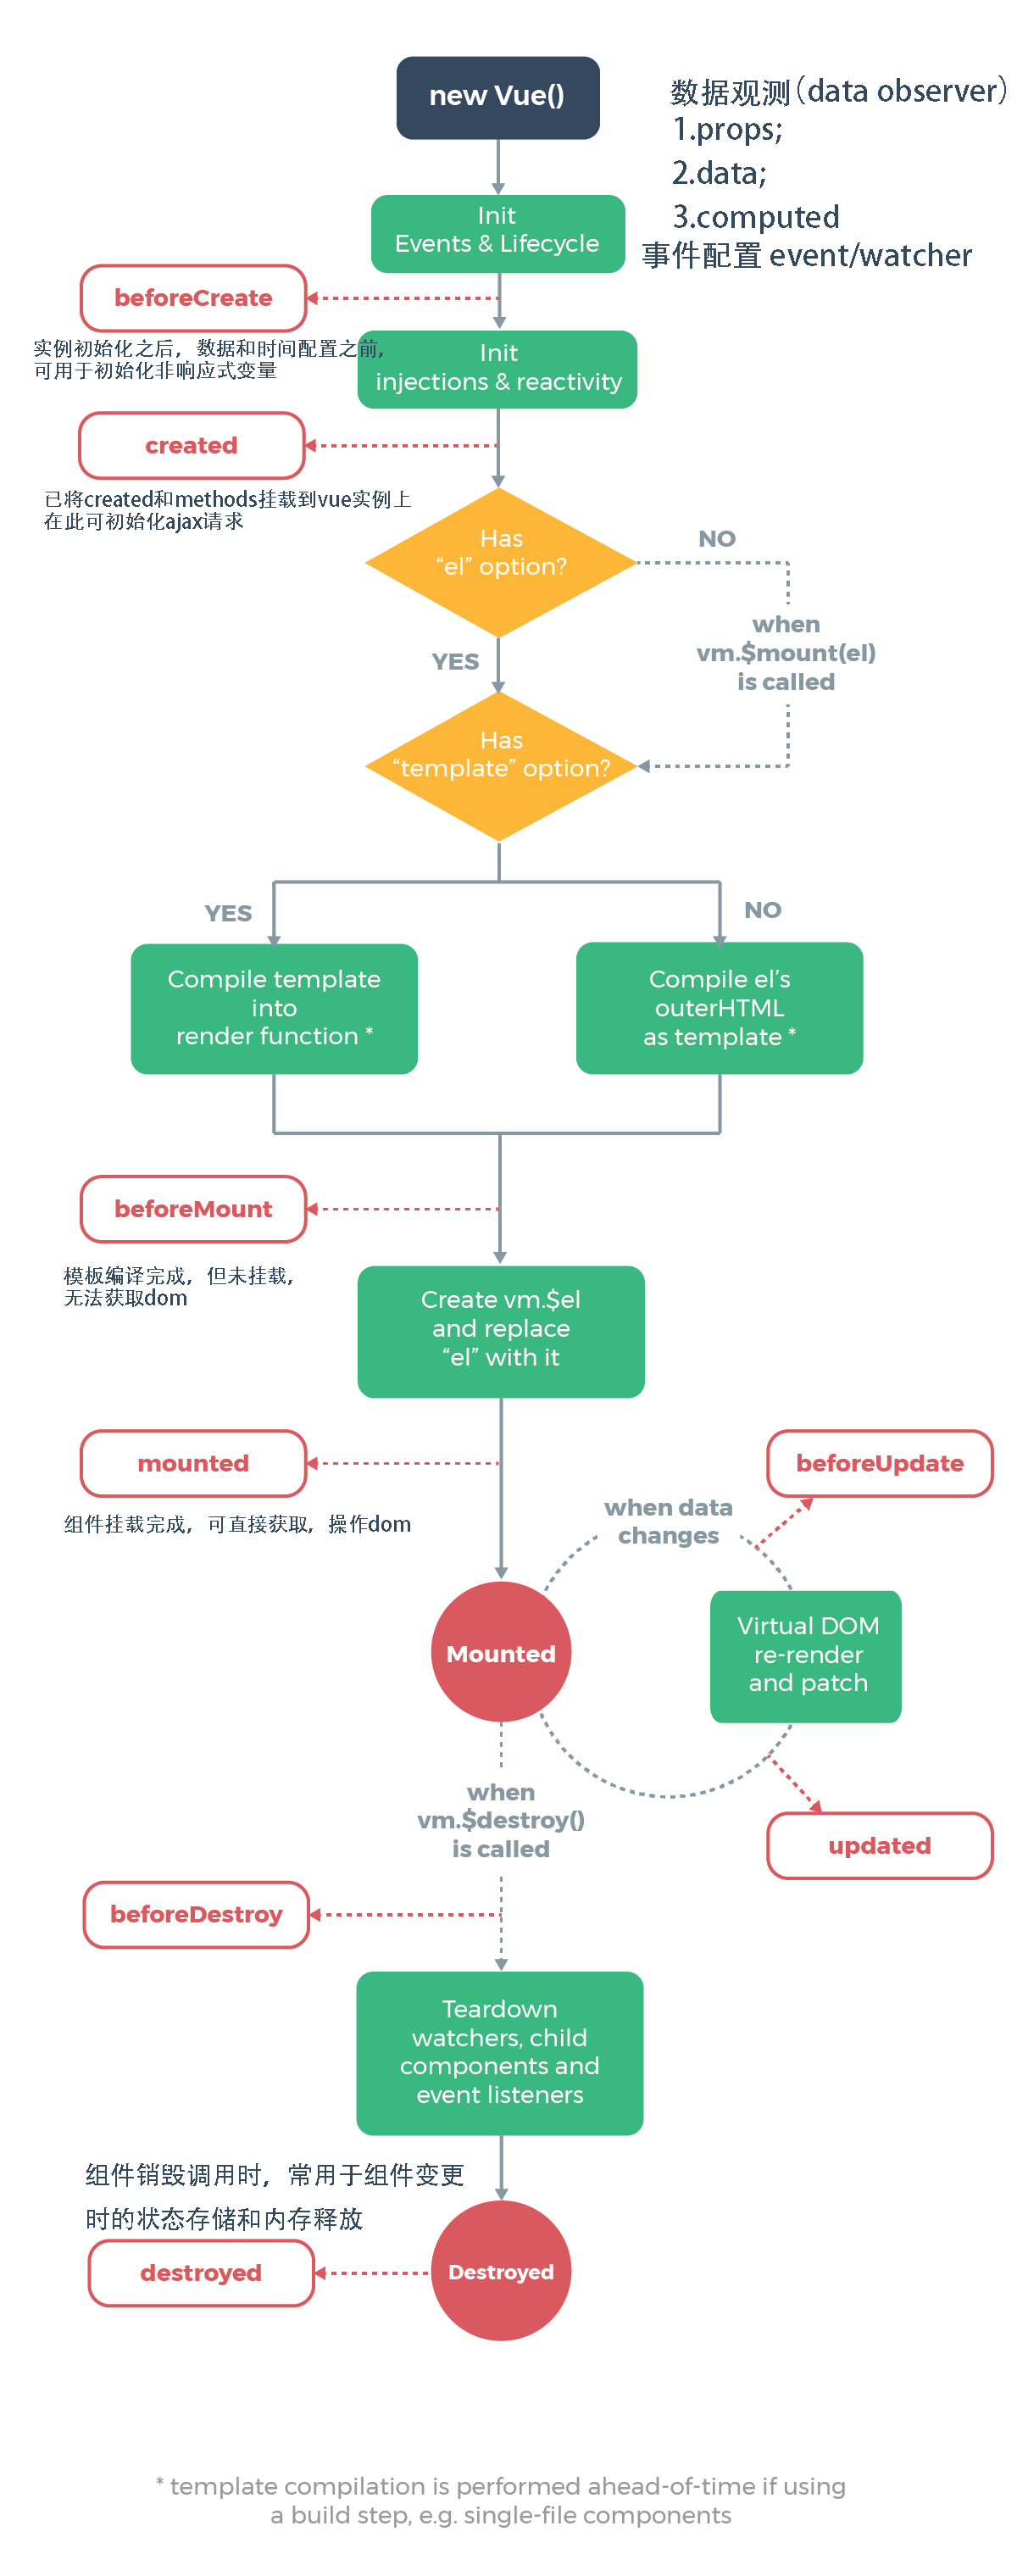 new Vue()
数据观测（data observer）
1.props;
2.data;
3.computed
事件配置 event/watcher
Init
Events & Lifecycle
beforeCreate
实例初始化之后，数据和时间配置之前，
可用于初始化非响应式变量
Init
injections & reactivity
created
已将created和methods挂载到vue实例上
在此可初始化ajax请求
Has
“el” option?
NO
when
vm.$mount(el)
is called
YES
Has
“template” option?
YES
NO
Compile template
into
render function *
Compile el’s
outerHTML
as template *
beforeMount
模板编译完成，但未挂载，
无法获取dom
Create vm.$el
and replace
“el” with it
mounted
组件挂载完成，可直接获取，操作dom
beforeUpdate
when data
changes
Mounted
Virtual DOM
re-render
and patch
when
vm.$destroy()
is called
updated
beforeDestroy
Teardown
watchers, child
components and
event listeners
组件销毁调用时，常用于组件变更
时的状态存储和内存释放
destroyed
Destroyed
* template compilation is performed ahead-of-time if using
a build step, e.g. single-file components